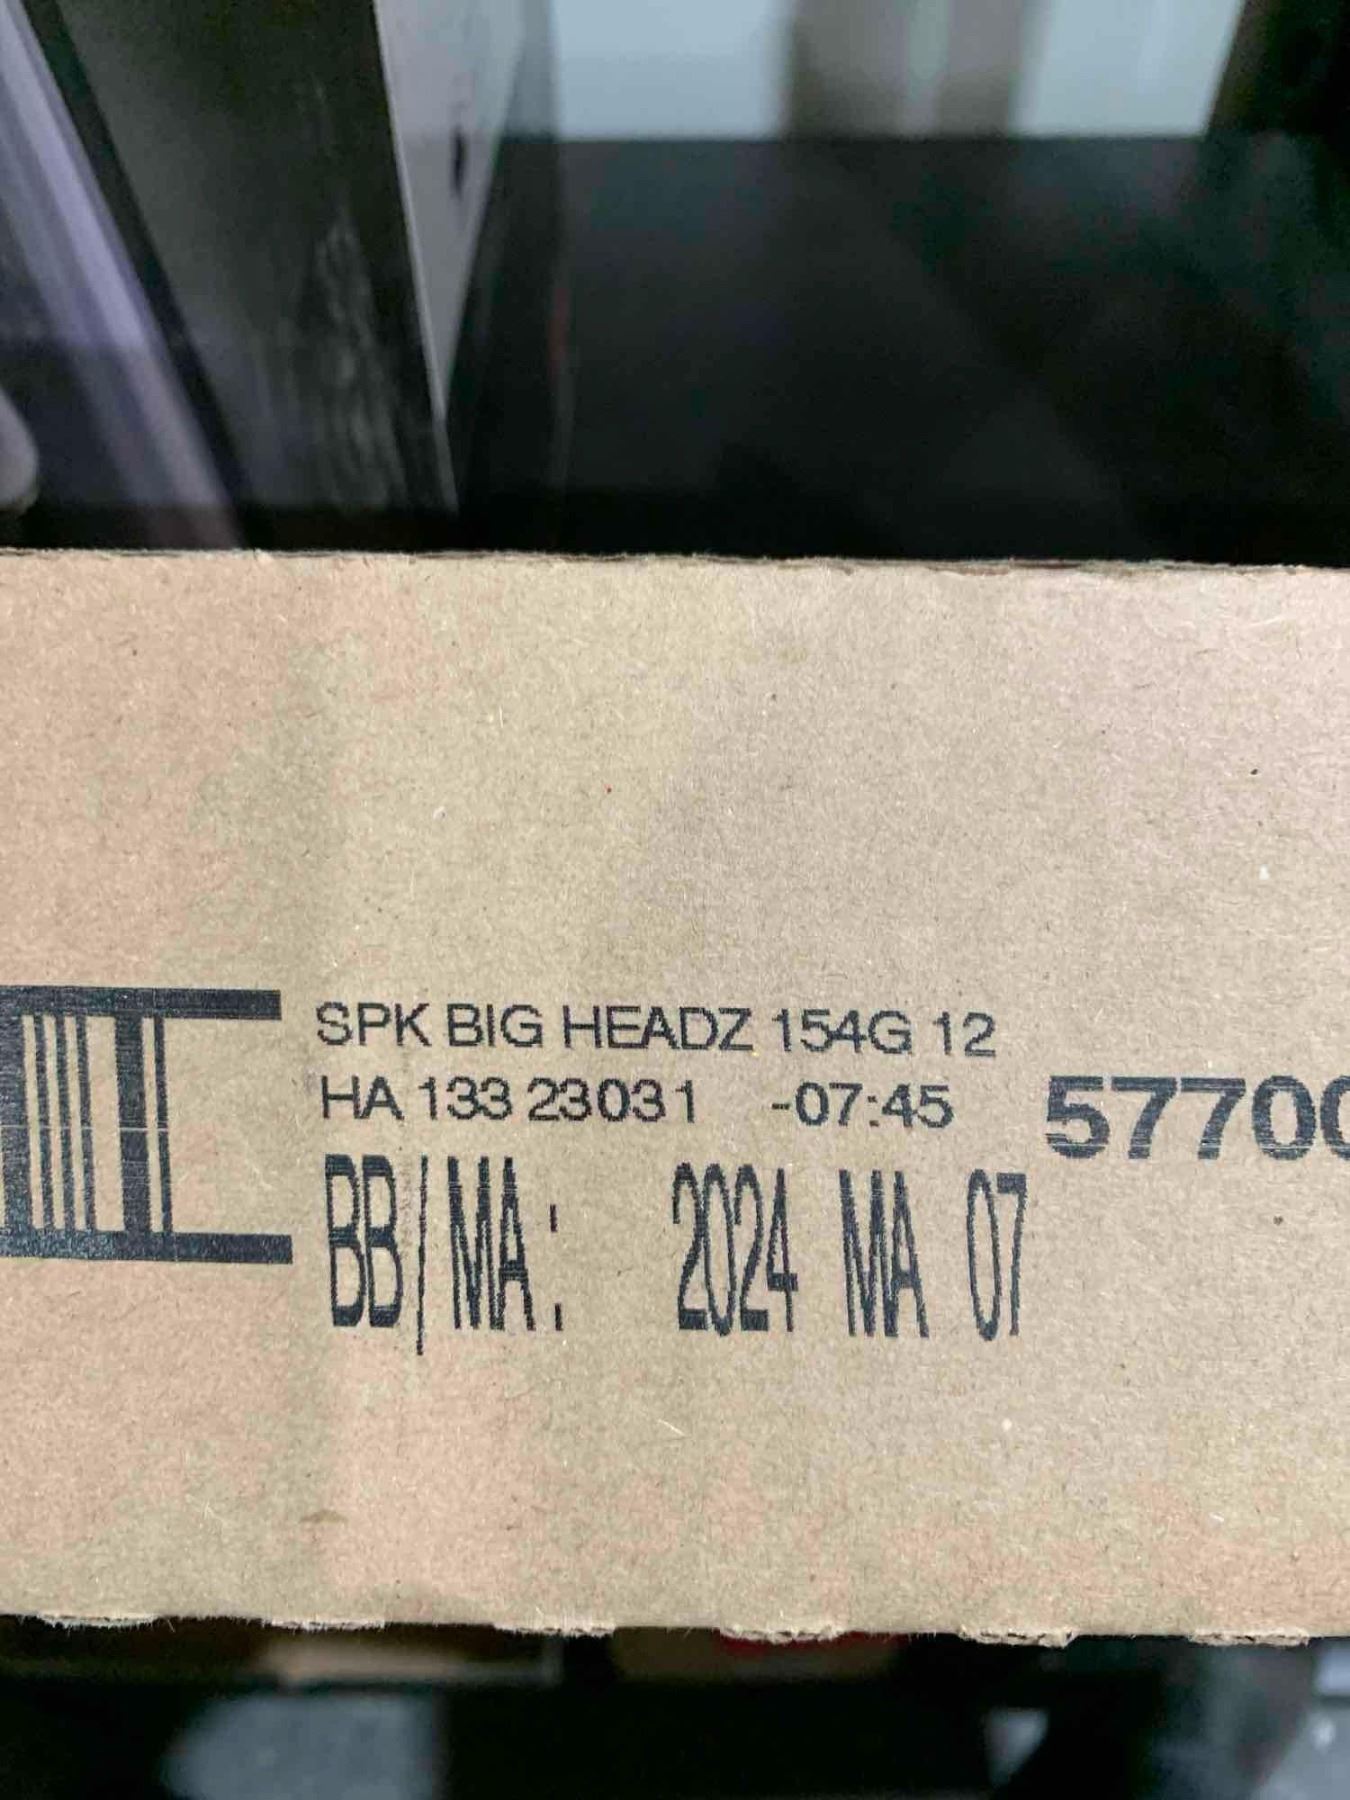 SPK BIG HEADZ 154G 12
HA 133 23031 -07:45
5770
BB/MA: 2024 MA 07